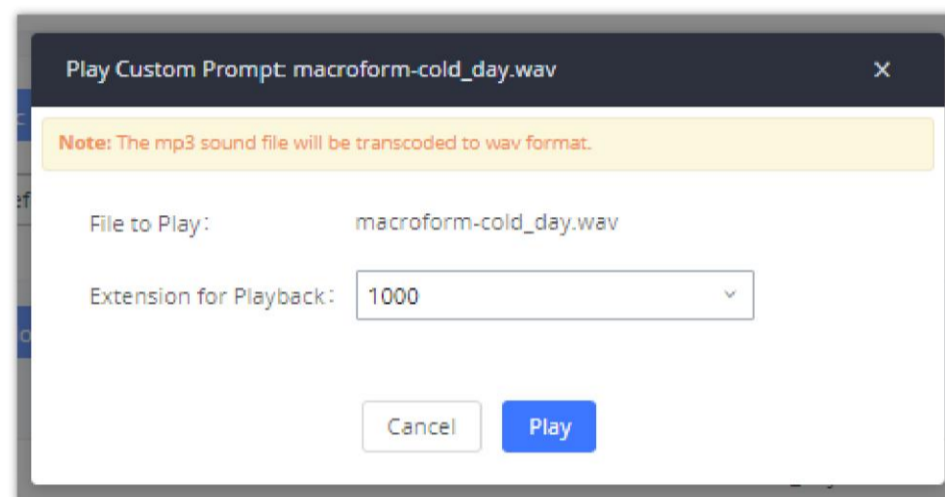 Play Custom Prompt: macroform-cold_day.wav ×
Note: The mp3 sound file will be transcoded to wav format.
File to Play: macroform-cold_day.wav
Extension for Playback: 1000
Cancel Play